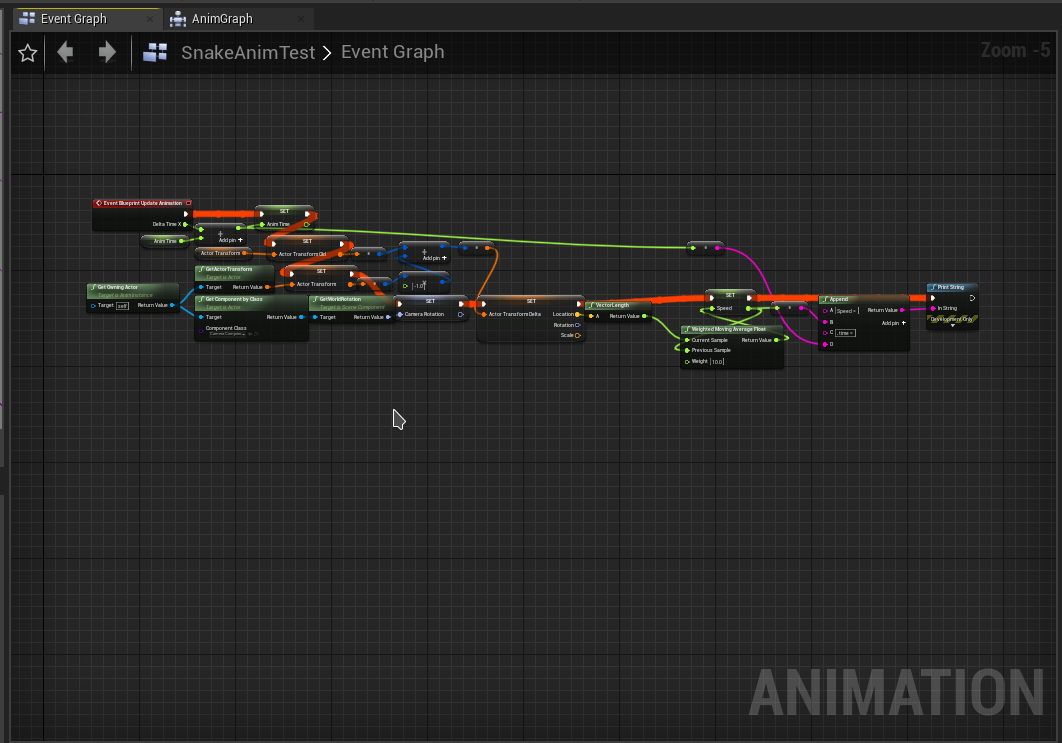 Event Graph
AnimGraph
SnakeAnimTest
Event Graph
Zoom -5
Event Blueprint Update Animation
Delta Time X
SET
Anim Time
Anim Time
Add pin
SET
Actor Transform
Actor Transform Old
Add pin
GetActorTransform
Target is Actor
Target
Return Value
SET
Actor Transform
Get Owning Actor
Target is Anim Instance
Target
self
Return Value
Get Component by Class
Target is Actor
Target
Return Value
Component Class
GetWorldRotation
Target is Scene Component
Target
Return Value
SET
Camera Rotation
SET
Actor Transform Delta
Location
Rotation
Scale
VectorLength
A
Return Value
SET
Speed
Weighted Moving Average Float
Current Sample
Return Value
Previous Sample
Weight
10.0
Append
A
Speed =
Return Value
B
Add pin
C
time =
D
Print String
In String
Development Only
ANIMATION